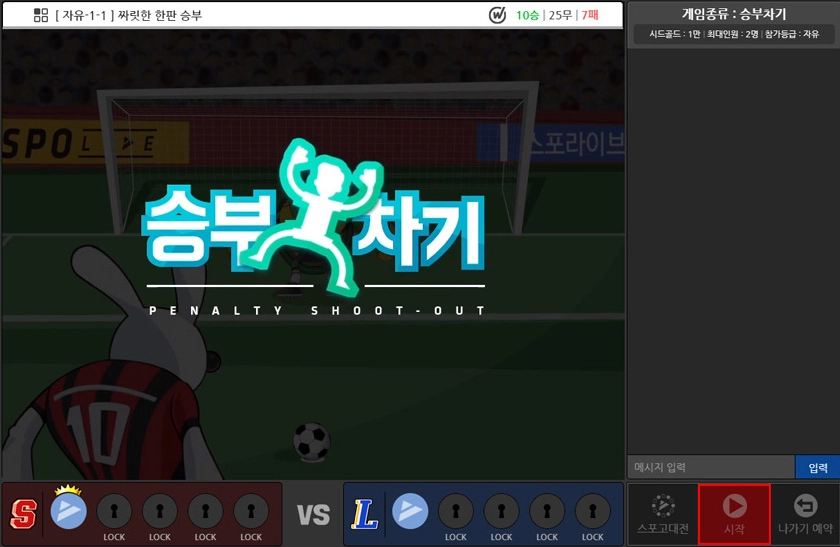 [ 자유-1-1 ] 짜릿한 한판 승부
10승 | 25무 | 7패
게임종류 : 승부차기
시드골드 : 1만 | 최대인원 : 2명 | 참가등급 : 자유
SPO LIVE
스포라이브
승부차기
PENALTY SHOOT-OUT
10
메시지 입력
입력
S
LOCK
LOCK
LOCK
LOCK
VS
L
LOCK
LOCK
LOCK
LOCK
스포고대전
시작
나가기 예약